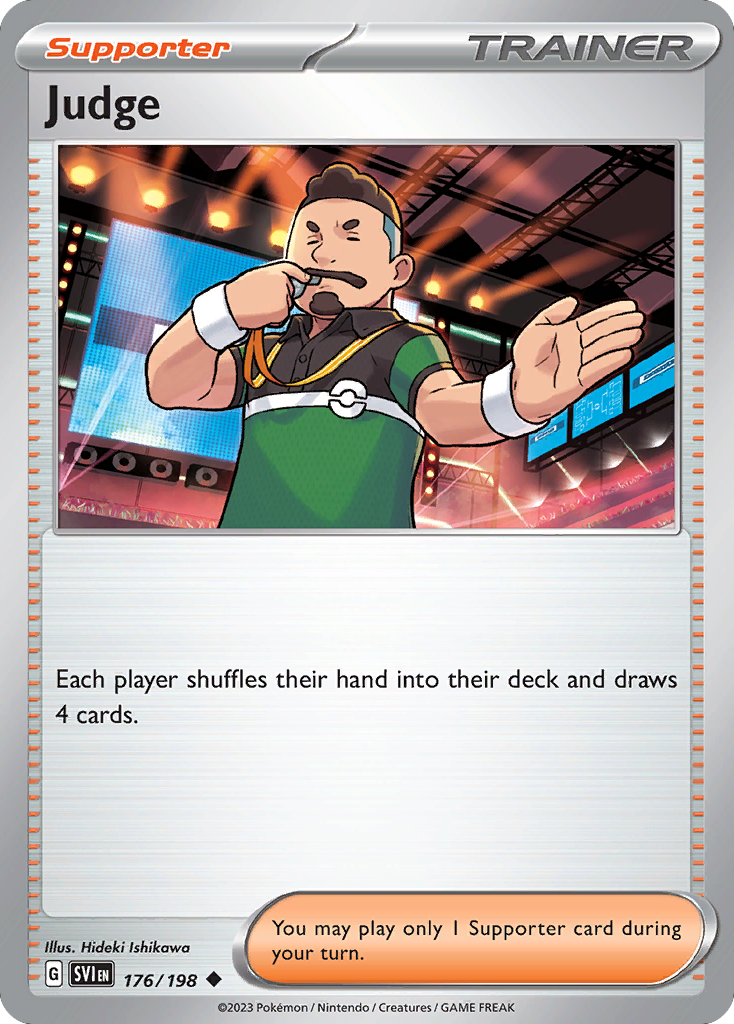 Supporter
TRAINER
Judge
Each player shuffles their hand into their deck and draws
4 cards.
You may play only 1 Supporter card during
your turn.
Illus. Hideki Ishikawa
G SVI EN 176/198
©2023 Pokémon / Nintendo / Creatures / GAME FREAK